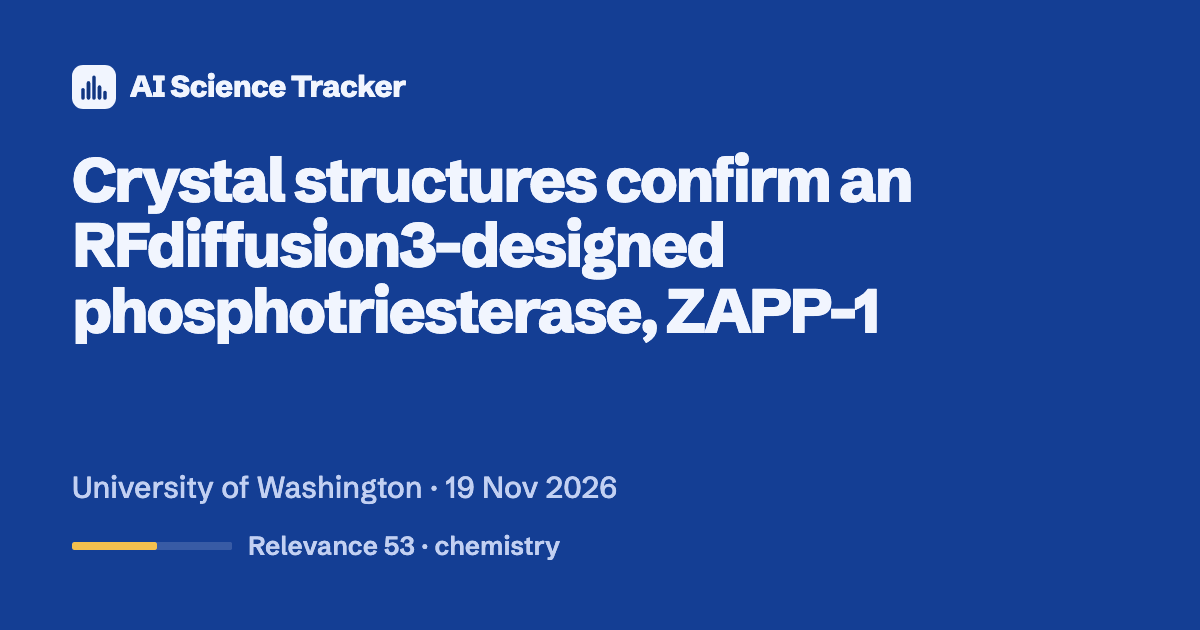 AI Science Tracker
Crystal structures confirm an
RFdiffusion3-designed
phosphotriesterase, ZAPP-1
University of Washington · 19 Nov 2026
Relevance 53 · chemistry